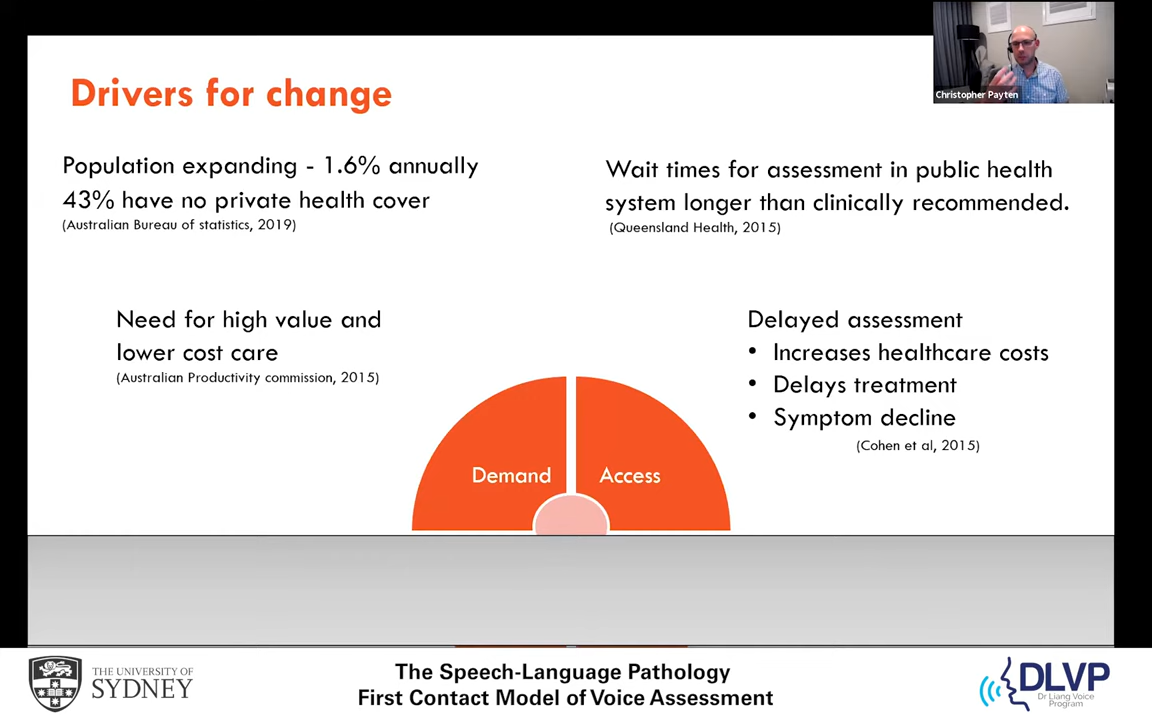 Drivers for change
Christopher Payten
Population expanding - 1.6% annually
43% have no private health cover
(Australian Bureau of statistics, 2019)
Wait times for assessment in public health
system longer than clinically recommended.
(Queensland Health, 2015)
Need for high value and
lower cost care
(Australian Productivity commission, 2015)
Delayed assessment
• Increases healthcare costs
• Delays treatment
• Symptom decline
(Cohen et al, 2015)
Demand
Access
THE UNIVERSITY OF
SYDNEY
The Speech-Language Pathology
First Contact Model of Voice Assessment
DLVP
Dr Liang Voice
Program